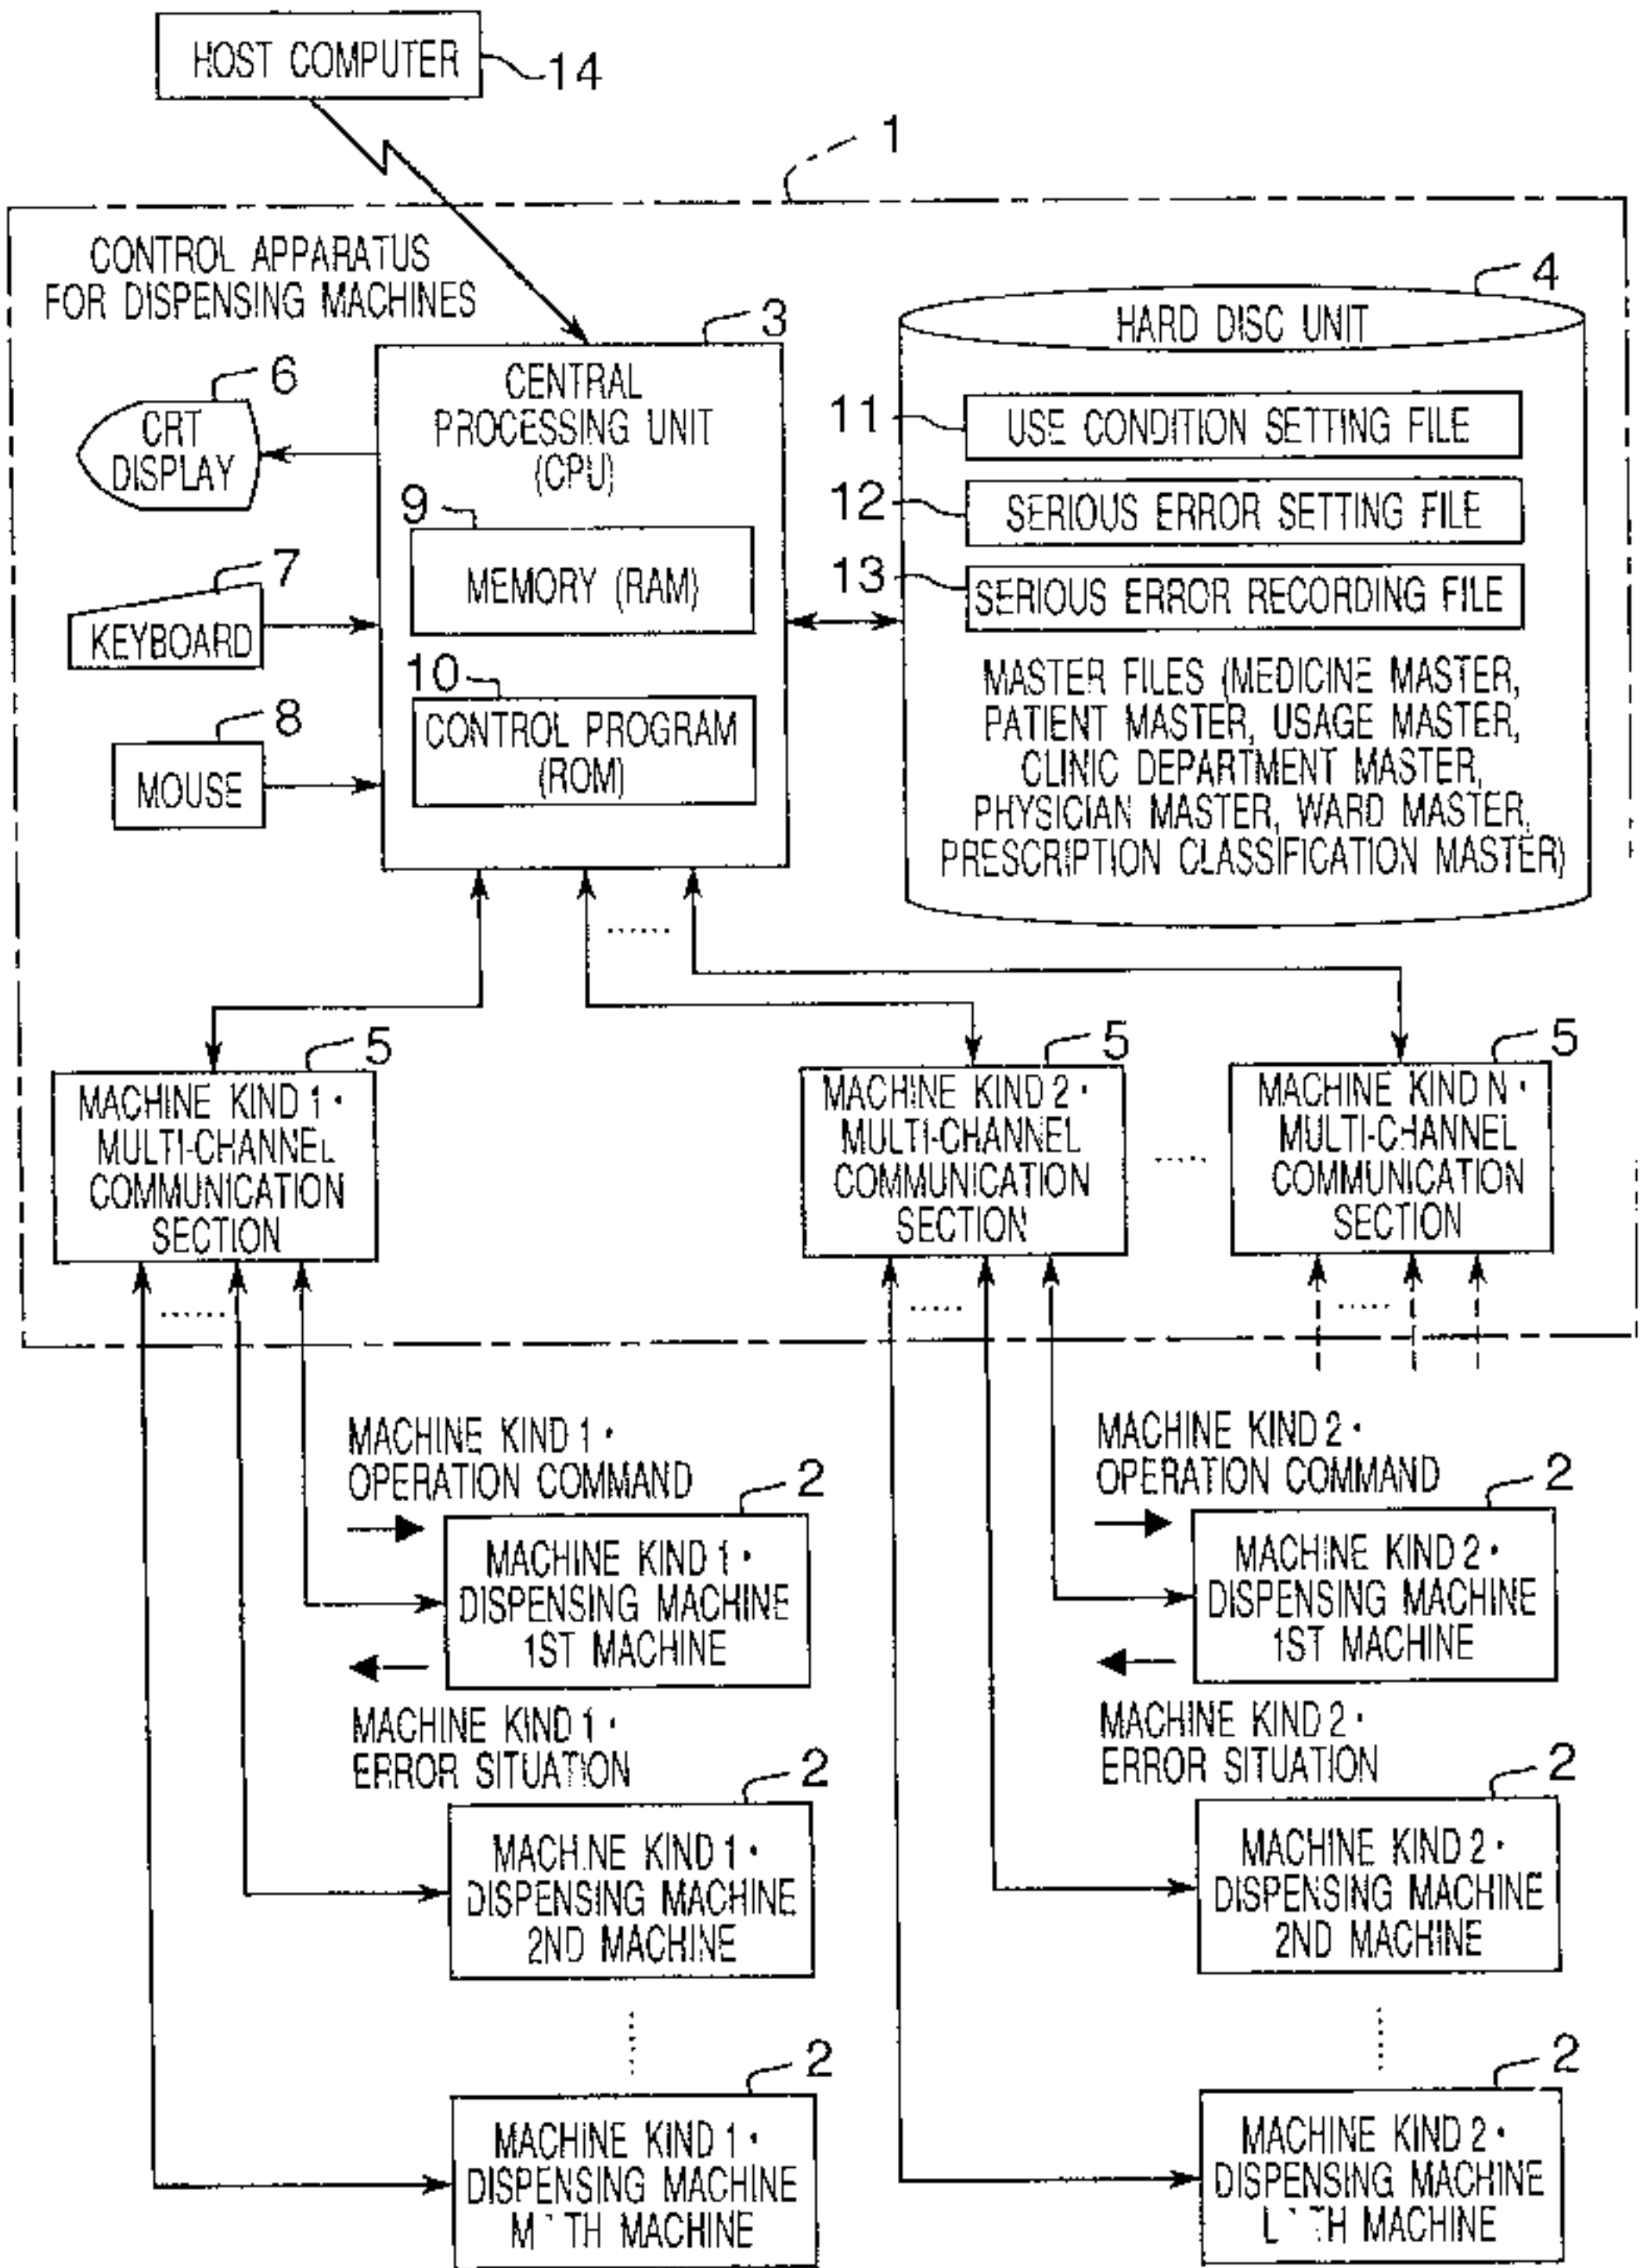 HOST COMPUTER
14
1
CONTROL APPARATUS
FOR DISPENSING MACHINES
3
4
HARD DISC UNIT
6
CRT
DISPLAY
CENTRAL
PROCESSING UNIT
(CPU)
11
USE CONDITION SETTING FILE
12
SERIOUS ERROR SETTING FILE
13
SERIOUS ERROR RECORDING FILE
9
MEMORY (RAM)
7
KEYBOARD
10
CONTROL PROGRAM
(ROM)
8
MOUSE
MASTER FILES (MEDICINE MASTER,
PATIENT MASTER, USAGE MASTER,
CLINIC DEPARTMENT MASTER,
PHYSICIAN MASTER, WARD MASTER,
PRESCRIPTION CLASSIFICATION MASTER)
5
MACHINE KIND 1·
MULTI-CHANNEL
COMMUNICATION
SECTION
5
MACHINE KIND 2·
MULTI-CHANNEL
COMMUNICATION
SECTION
5
MACHINE KIND N·
MULTI-CHANNEL
COMMUNICATION
SECTION
MACHINE KIND 1·
OPERATION COMMAND
2
MACHINE KIND 1·
DISPENSING MACHINE
1ST MACHINE
MACHINE KIND 1·
ERROR SITUATION
2
MACHINE KIND 1·
DISPENSING MACHINE
2ND MACHINE
2
MACHINE KIND 1·
DISPENSING MACHINE
MACHINE
MACHINE KIND 2·
OPERATION COMMAND
2
MACHINE KIND 2·
DISPENSING MACHINE
1ST MACHINE
MACHINE KIND 2·
ERROR SITUATION
2
MACHINE KIND 2·
DISPENSING MACHINE
2ND MACHINE
2
MACHINE KIND 2·
DISPENSING MACHINE
MACHINE